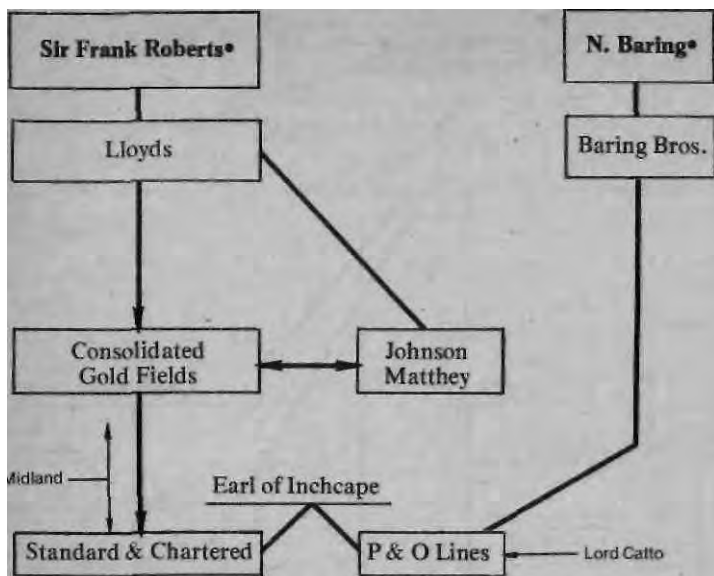 Sir Frank Roberts•
N. Baring•
Lloyds
Baring Bros.
Consolidated
Gold Fields
Johnson
Matthey
Midland
Earl of Inchcape
Standard & Chartered
P & O Lines
Lord Catto